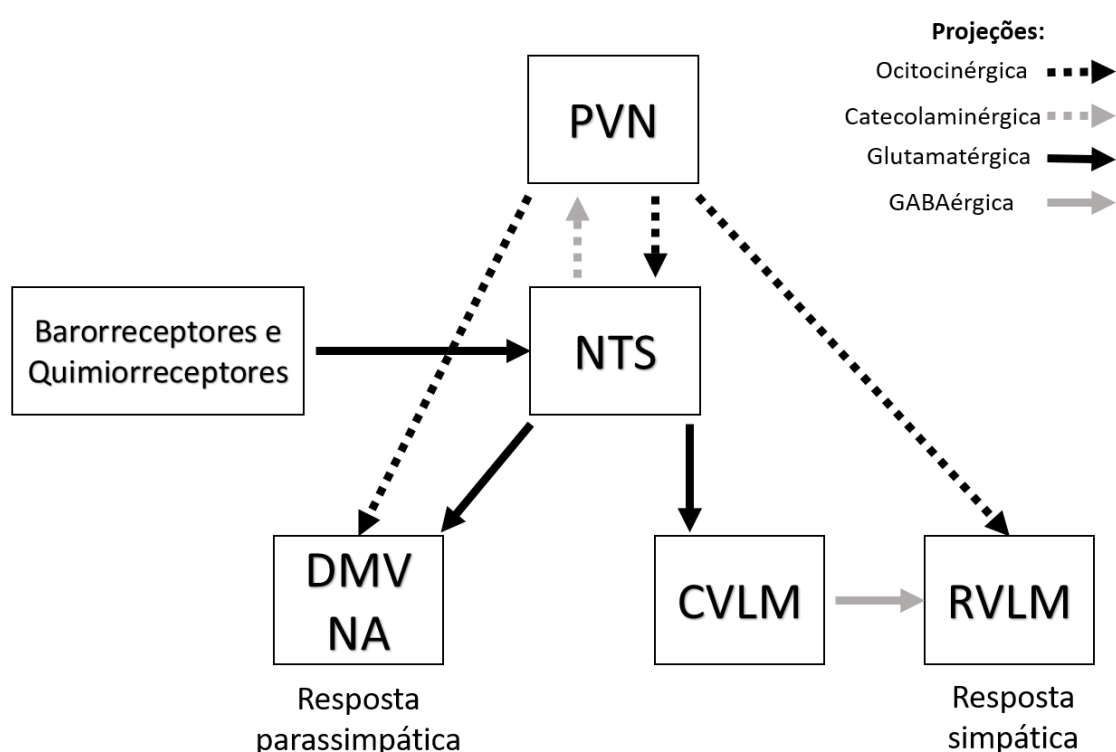 Projeções:
Ocitocinérgica
Catecolaminérgica
Glutamatérgica
GABAérgica
PVN
Barorreceptores e
Quimiorreceptores
NTS
DMV
NA
CVLM
RVLM
Resposta
parassimpática
Resposta
simpática